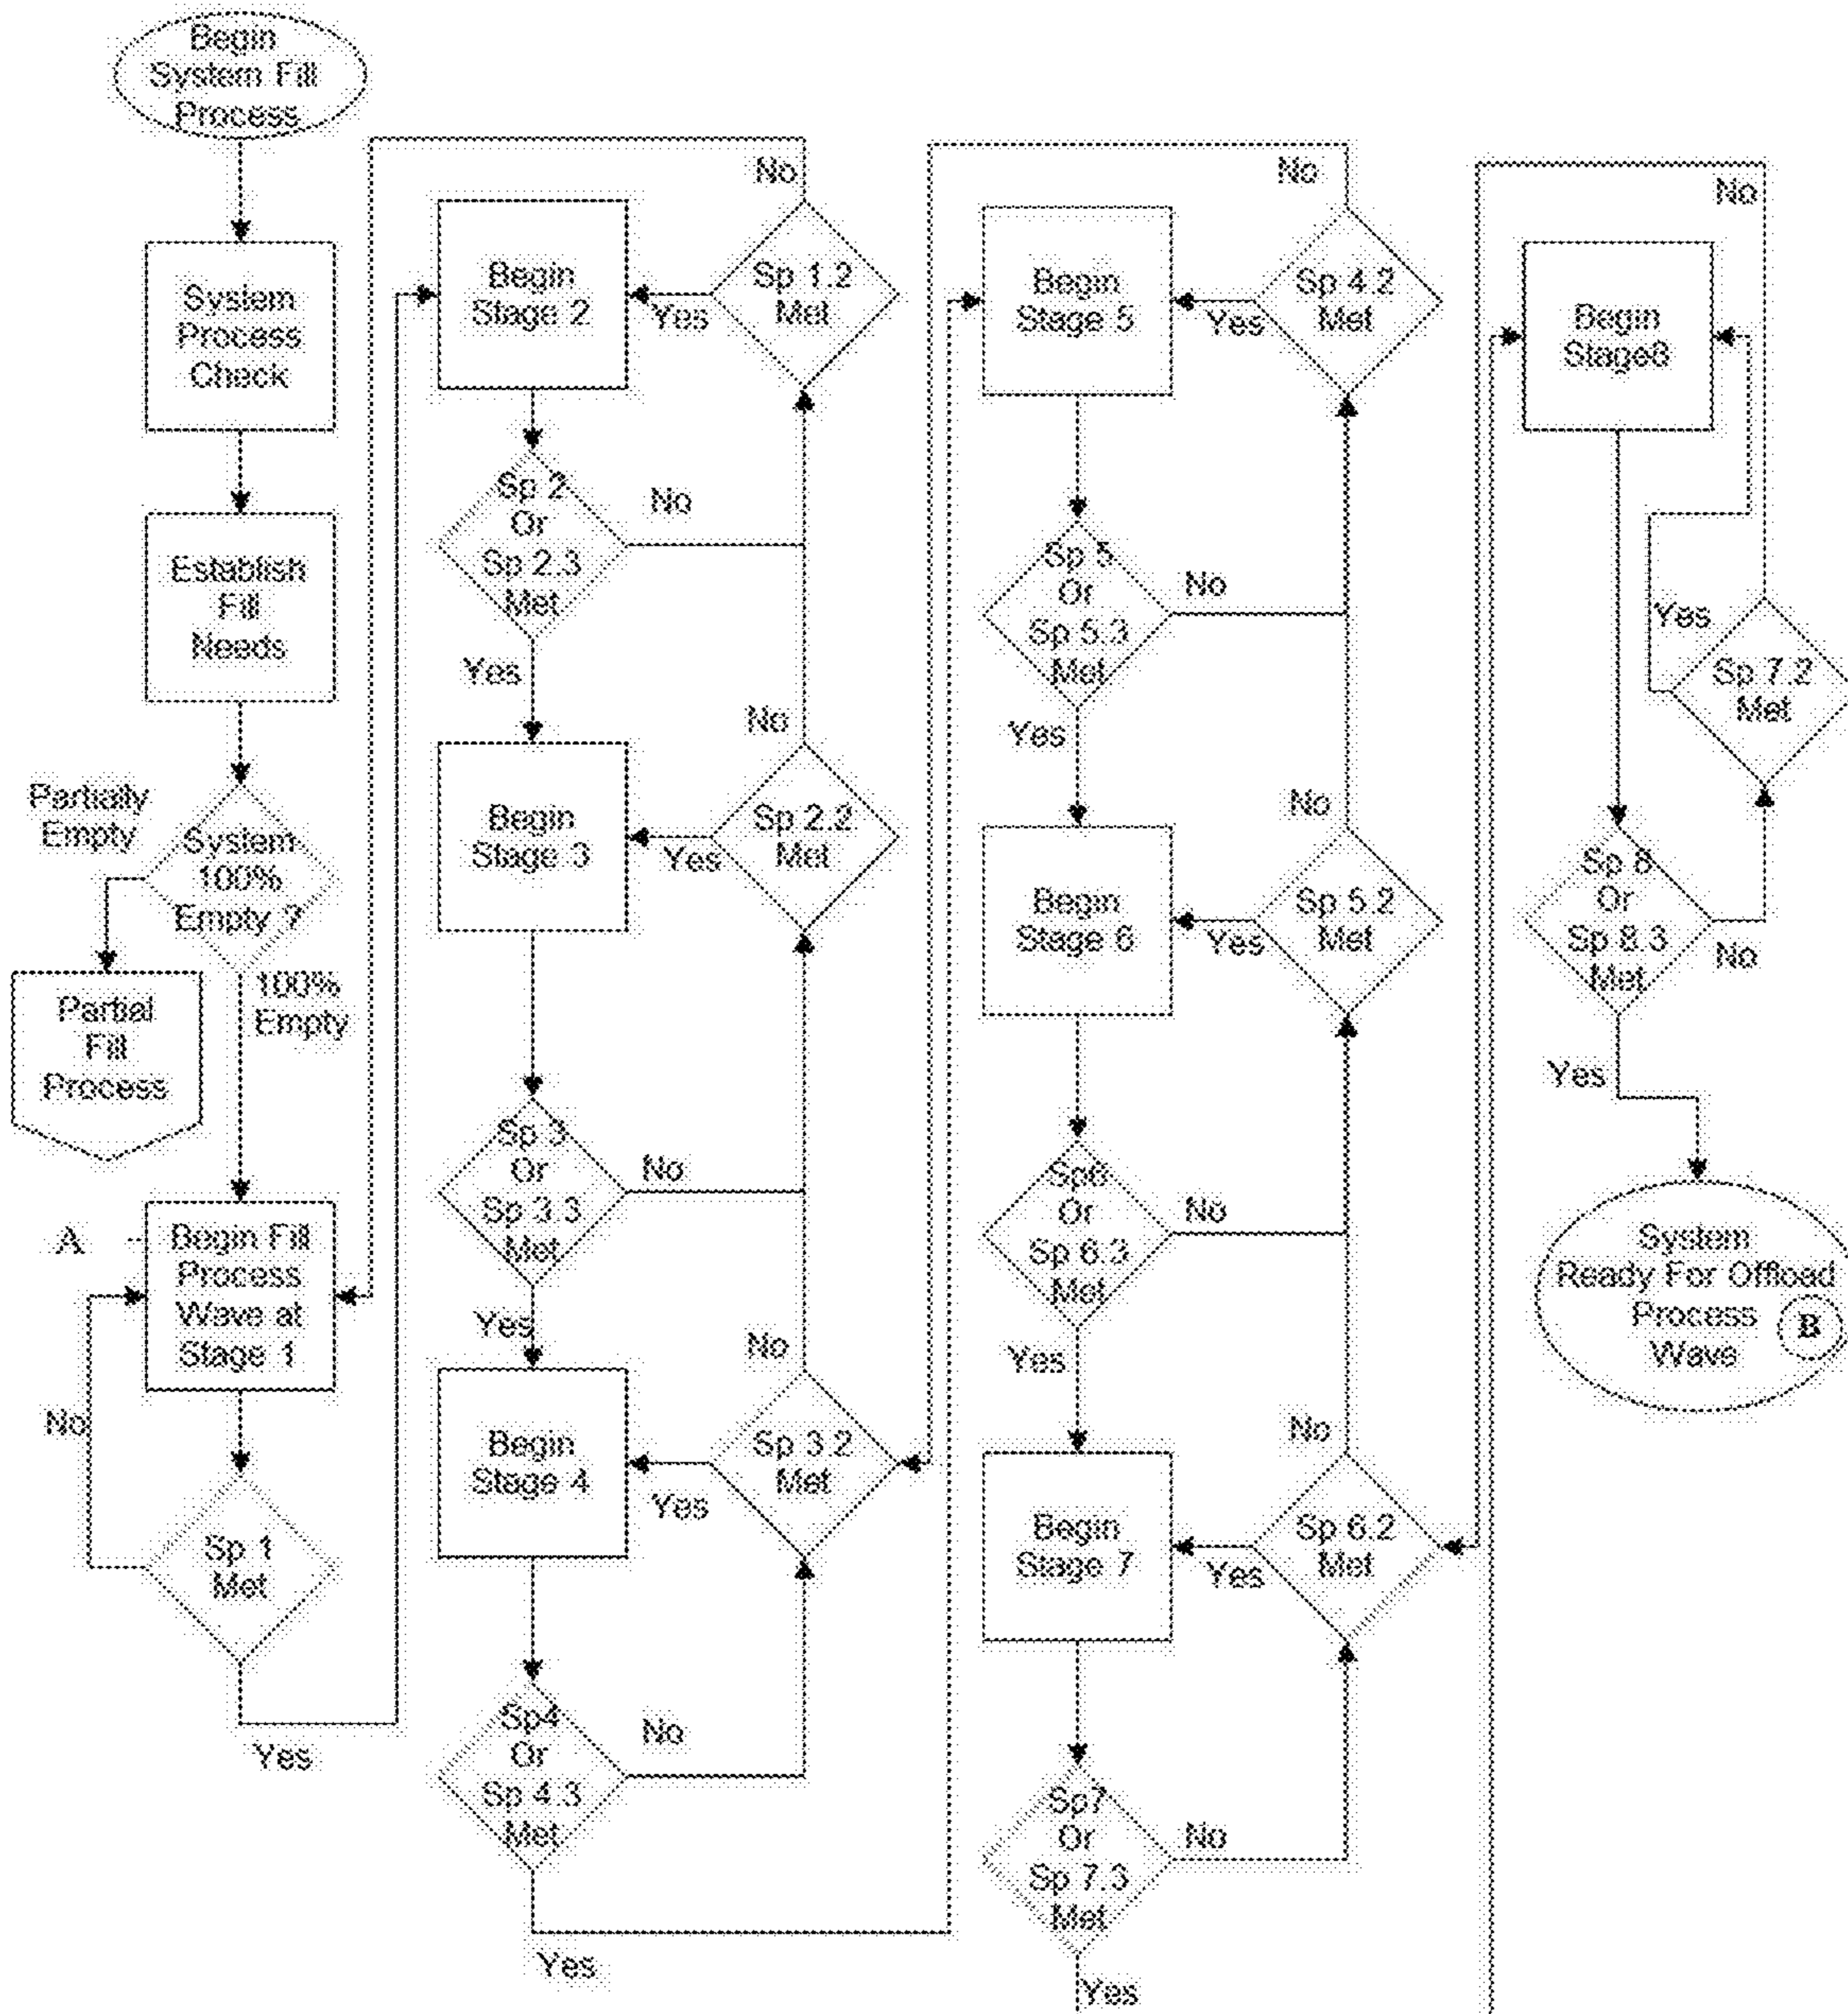 Begin
System Fill
Process
System
Process
Check
Establish
Fill
Needs
Partially
Empty
System
100%
Empty ?
100%
Empty
Partial
Fill
Process
A
Begin Fill
Process
Wave at
Stage 1
No
Sp 1
Met
Yes
No
Begin
Stage 2
Yes
Sp 1.2
Met
Sp 2
Or
Sp 2.3
Met
No
Yes
No
Begin
Stage 3
Yes
Sp 2.2
Met
Sp 3
Or
Sp 3.3
Met
No
Yes
No
Begin
Stage 4
Yes
Sp 3.2
Met
Sp4
Or
Sp 4.3
Met
No
Yes
No
Begin
Stage 5
Yes
Sp 4.2
Met
Sp 5
Or
Sp 5.3
Met
No
Yes
No
Begin
Stage 6
Yes
Sp 5.2
Met
Sp6
Or
Sp 6.3
Met
No
Yes
No
Begin
Stage 7
Yes
Sp 6.2
Met
Sp7
Or
Sp 7.3
Met
No
Yes
No
Begin
Stage8
Yes
Sp 7.2
Met
Sp 8
Or
Sp 8.3
Met
No
Yes
System
Ready For Offload
Process
Wave
B